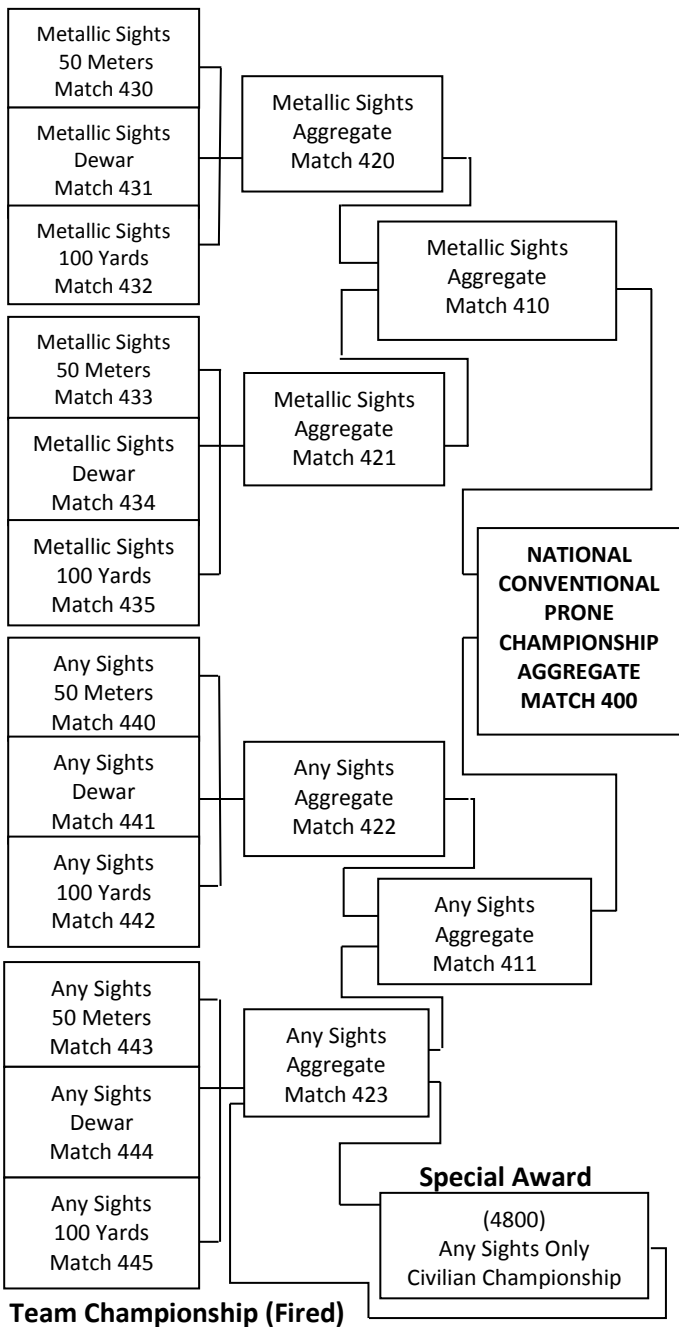 Metallic Sights
50 Meters
Match 430
Metallic Sights
Dewar
Match 431
Metallic Sights
100 Yards
Match 432
Metallic Sights
Aggregate
Match 420
Metallic Sights
Aggregate
Match 410
Metallic Sights
50 Meters
Match 433
Metallic Sights
Dewar
Match 434
Metallic Sights
100 Yards
Match 435
Metallic Sights
Aggregate
Match 421
NATIONAL
CONVENTIONAL
PRONE
CHAMPIONSHIP
AGGREGATE
MATCH 400
Any Sights
50 Meters
Match 440
Any Sights
Dewar
Match 441
Any Sights
100 Yards
Match 442
Any Sights
Aggregate
Match 422
Any Sights
Aggregate
Match 411
Any Sights
50 Meters
Match 443
Any Sights
Dewar
Match 444
Any Sights
100 Yards
Match 445
Any Sights
Aggregate
Match 423
Special Award
(4800)
Any Sights Only
Civilian Championship
Team Championship (Fired)